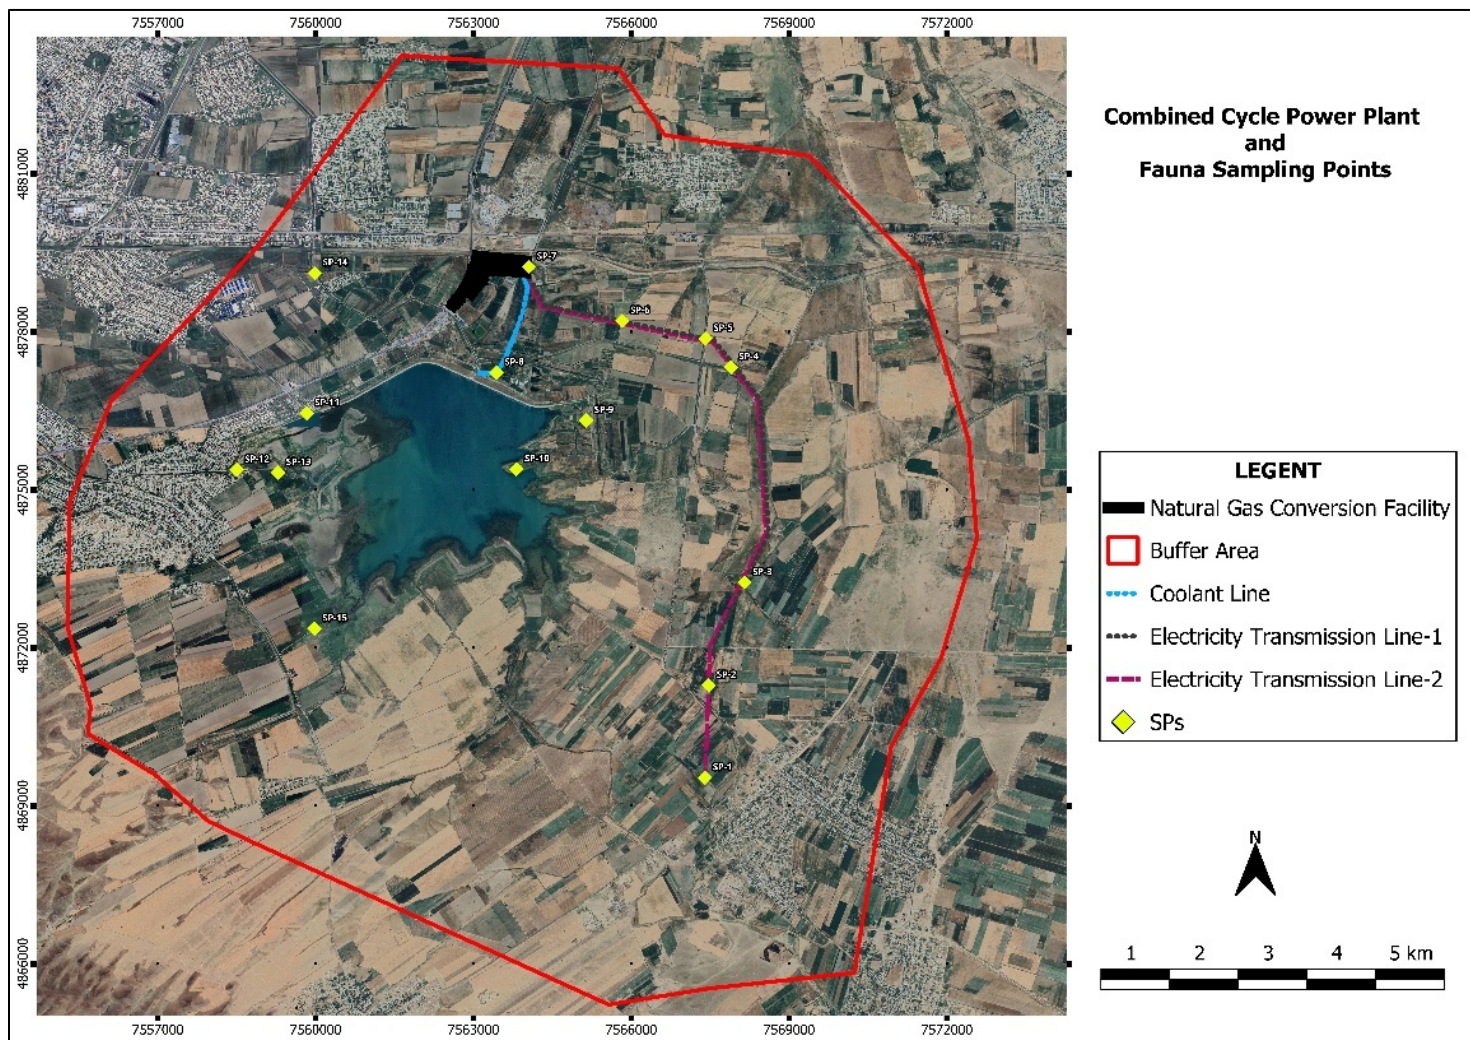 7557000 7560000 7563000 7566000 7569000 7572000
Combined Cycle Power Plant
and
Fauna Sampling Points
4881000
4878000
4875000
4872000
4869000
4866000
SP-14
SP-7
SP-6
SP-5
SP-4
SP-8
SP-11
SP-9
SP-12
SP-13
SP-10
SP-3
SP-15
SP-2
SP-1
LEGENT
Natural Gas Conversion Facility
Buffer Area
Coolant Line
Electricity Transmission Line-1
Electricity Transmission Line-2
SPs
N
1 2 3 4 5 km
7557000 7560000 7563000 7566000 7569000 7572000